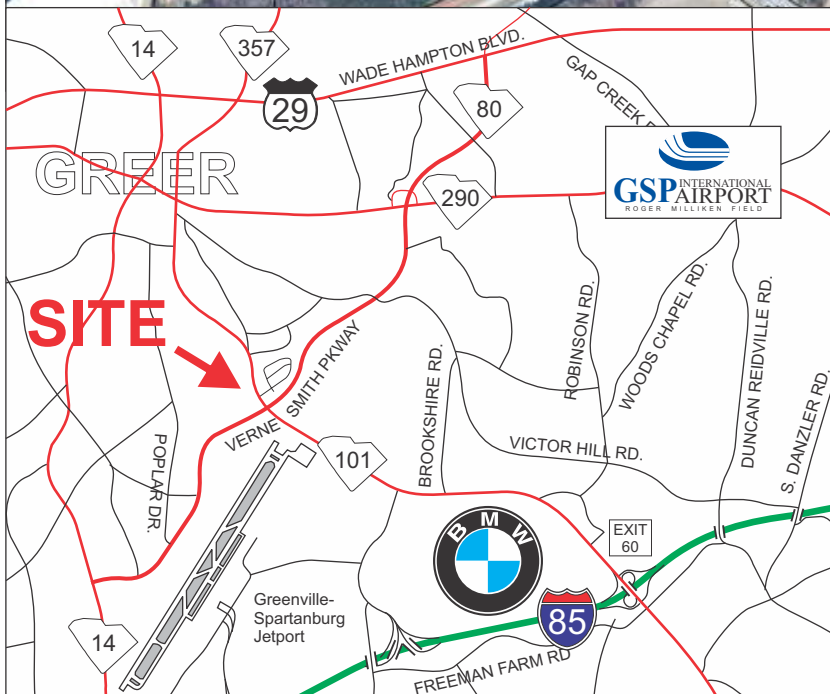 14
357
WADE HAMPTON BLVD.
29
80
GAP CREEK
GREER
290
GSP INTERNATIONAL AIRPORT
ROGER MILLIKEN FIELD
SITE
ROBINSON RD.
WOODS CHAPEL RD.
DUNCAN REIDVILLE RD.
S. DANZLER RD.
BROOKSHIRE RD.
VERNE SMITH PKWAY
POPLAR DR.
101
VICTOR HILL RD.
BMW
EXIT
60
Greenville-
Spartanburg
Jetport
85
14
FREEMAN FARM RD